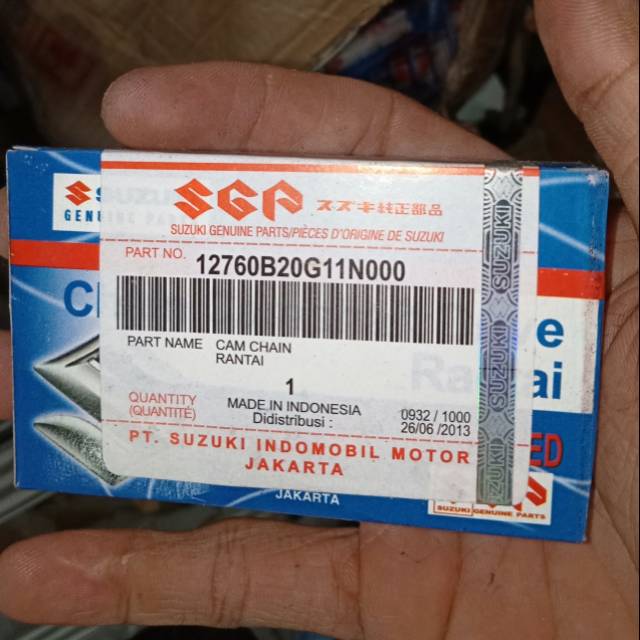 SGP スズキ純正部品
SUZUKI GENUINE PARTS/PIÈCES D'ORIGINE DE SUZUKI
PART NO. 12760B20G11N000
PART NAME CAM CHAIN
RANTAI
1
QUANTITY
(QUANTITÉ)
MADE IN INDONESIA 0932 / 1000
Didistribusi : 26/06 /2013
PT. SUZUKI INDOMOBIL MOTOR
JAKARTA
SUZUKI
SUZUKI
GENUINE
JAKARTA
SUZUKI GENUINE PARTS